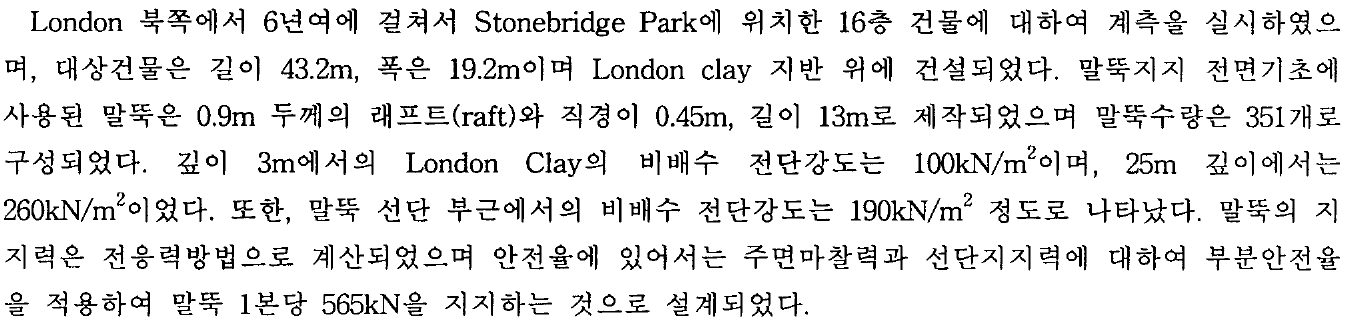 London 북쪽에서 6년여에 걸쳐서 Stonebridge Park에 위치한 16층 건물에 대하여 계측을 실시하였으
며, 대상건물은 길이 43.2m, 폭은 19.2m이며 London clay 지반 위에 건설되었다. 말뚝지지 전면기초에
사용된 말뚝은 0.9m 두께의 래프트(raft)와 직경이 0.45m, 길이 13m로 제작되었으며 말뚝수량은 351개로
구성되었다. 깊이 3m에서의 London Clay의 비배수 전단강도는 100kN/m²이며, 25m 깊이에서는
260kN/m²이었다. 또한, 말뚝 선단 부근에서의 비배수 전단강도는 190kN/m² 정도로 나타났다. 말뚝의 지
지력은 전응력방법으로 계산되었으며 안전율에 있어서는 주면마찰력과 선단지지력에 대하여 부분안전율
을 적용하여 말뚝 1본당 565kN을 지지하는 것으로 설계되었다.